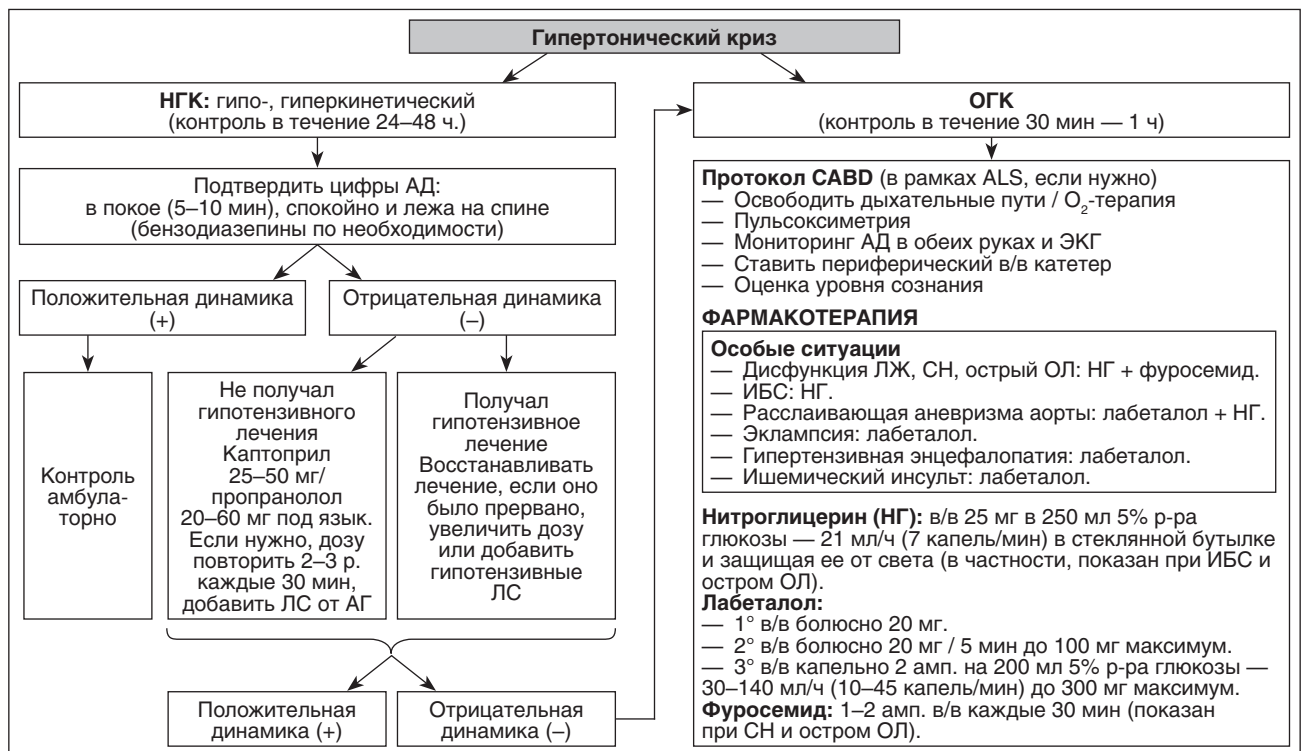 Гипертонический криз
НГК: гипо-, гиперкинетический
(контроль в течение 24–48 ч.)
Подтвердить цифры АД:
в покое (5–10 мин), спокойно и лежа на спине
(бензодиазепины по необходимости)
Положительная динамика
(+)
Отрицательная динамика
(–)
Контроль
амбула-
торно
Не получал
гипотензивного
лечения
Каптоприл
25–50 мг/
пропранолол
20–60 мг под язык.
Если нужно, дозу
повторить 2–3 р.
каждые 30 мин,
добавить ЛС от АГ
Получал
гипотензивное
лечение
Восстанавливать
лечение, если оно
было прервано,
увеличить дозу
или добавить
гипотензивные
ЛС
Положительная
динамика (+)
Отрицательная
динамика (–)
ОГК
(контроль в течение 30 мин — 1 ч)
Протокол CABD (в рамках ALS, если нужно)
— Освободить дыхательные пути / O₂-терапия
— Пульсоксиметрия
— Мониторинг АД в обеих руках и ЭКГ
— Ставить периферический в/в катетер
— Оценка уровня сознания
ФАРМАКОТЕРАПИЯ
Особые ситуации
— Дисфункция ЛЖ, СН, острый ОЛ: НГ + фуросемид.
— ИБС: НГ.
— Расслаивающая аневризма аорты: лабеталол + НГ.
— Эклампсия: лабеталол.
— Гипертензивная энцефалопатия: лабеталол.
— Ишемический инсульт: лабеталол.
Нитроглицерин (НГ): в/в 25 мг в 250 мл 5% р-ра
глюкозы — 21 мл/ч (7 капель/мин) в стеклянной бутылке
и защищая ее от света (в частности, показан при ИБС и
остром ОЛ).
Лабеталол:
— 1° в/в болюсно 20 мг.
— 2° в/в болюсно 20 мг / 5 мин до 100 мг максимум.
— 3° в/в капельно 2 амп. на 200 мл 5% р-ра глюкозы —
30–140 мл/ч (10–45 капель/мин) до 300 мг максимум.
Фуросемид: 1–2 амп. в/в каждые 30 мин (показан
при СН и остром ОЛ).